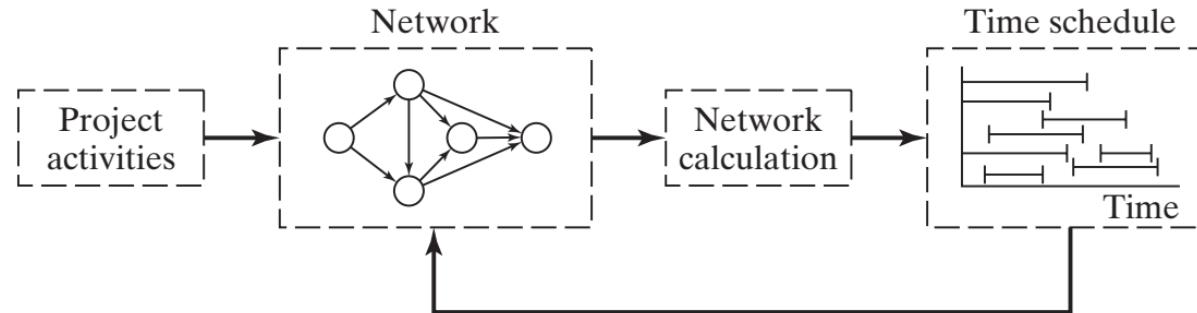 Network
Time schedule
Project
activities
Network
calculation
Time